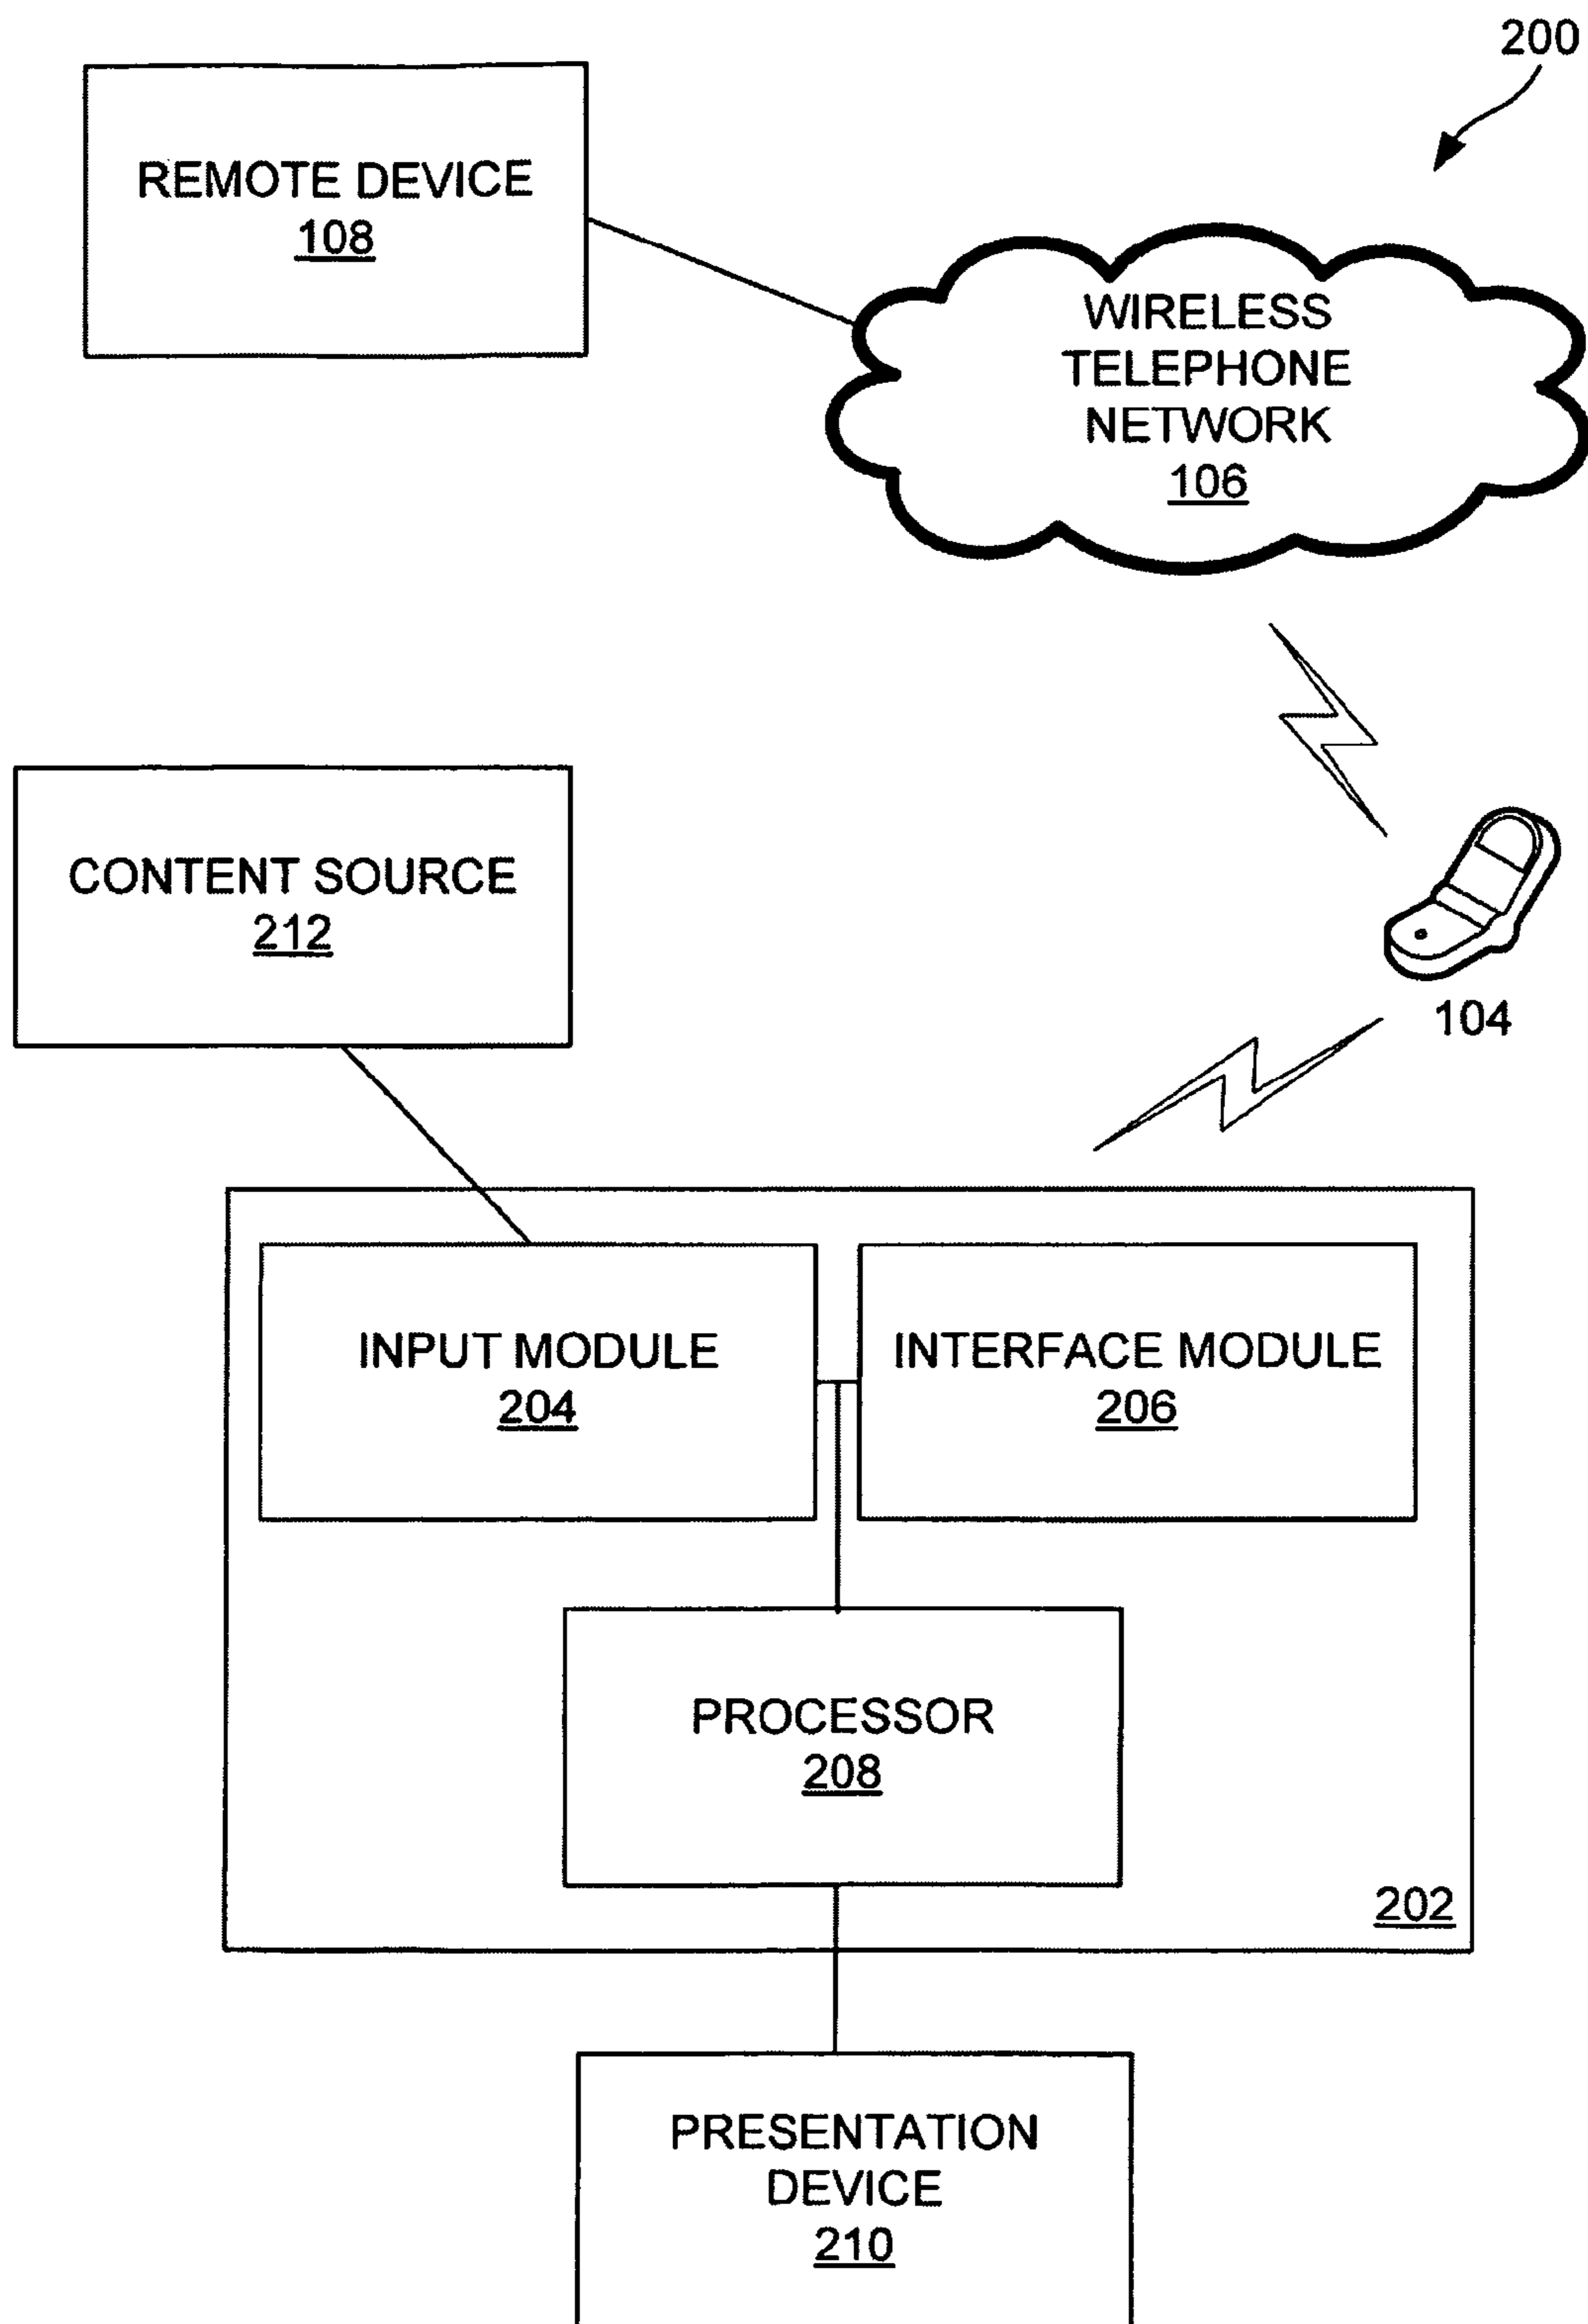 200
REMOTE DEVICE
108
WIRELESS
TELEPHONE
NETWORK
106
CONTENT SOURCE
212
104
INPUT MODULE
204
INTERFACE MODULE
206
PROCESSOR
208
202
PRESENTATION
DEVICE
210